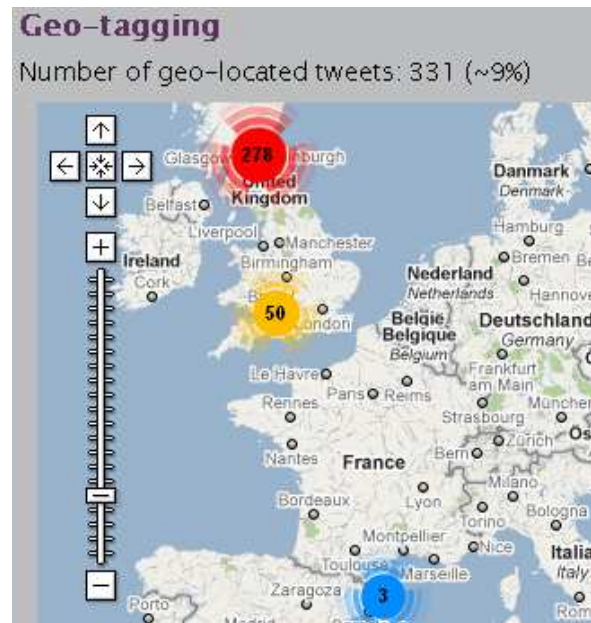 Geo-tagging
Number of geo-located tweets: 331 (~9%)
278
United
Kingdom
Belfast
Liverpool
Manchester
Ireland
Birmingham
Cork
50
London
Danmark
Denmark
Hamburg
Bremen
Nederland
Netherlands
België
Belgique
Belgium
Deutschland
Germany
Frankfurt
am Main
Le Havre
Paris
Reims
Rennes
Strasbourg
Nantes
Bern
Zürich
France
Lyon
Milano
Bordeaux
Torino
Bologna
Montpellier
Toulouse
Nice
Marseille
Italia
Italy
3
Zaragoza
Porto
Madrid